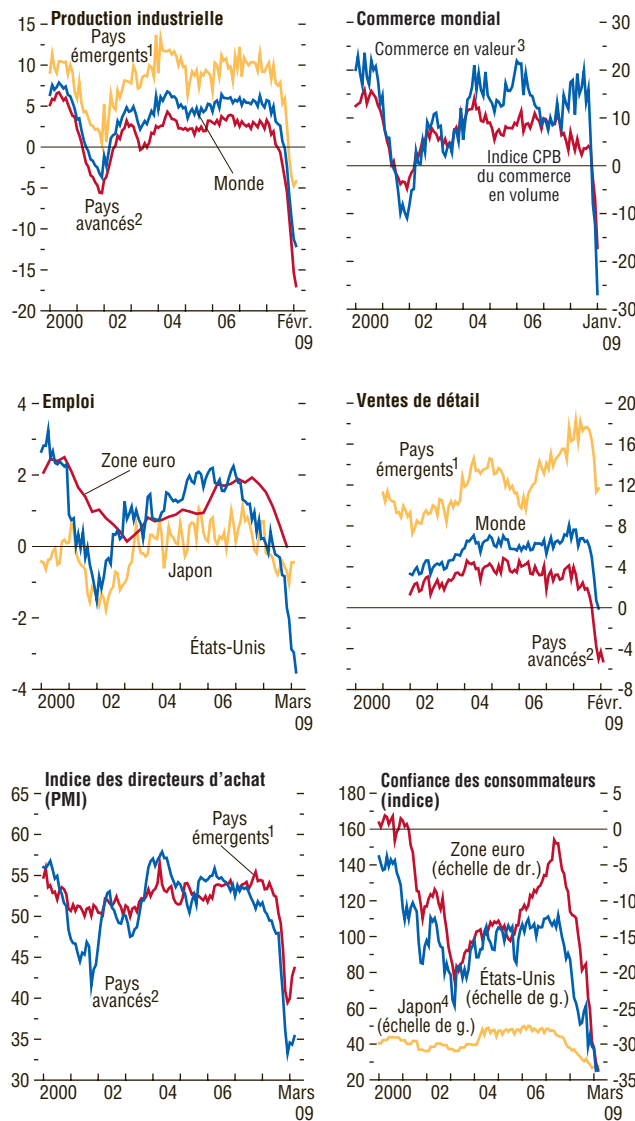 Production industrielle
15
10
5
0
-5
-10
-15
-20
Pays
émergents1
Monde
Pays
avancés2
2000 02 04 06 Févr.
09
Commerce mondial
30
20
10
0
-10
-20
-30
Commerce en valeur3
Indice CPB
du commerce
en volume
2000 02 04 06 Janv.
09
Emploi
4
2
0
-2
-4
Zone euro
Japon
États-Unis
2000 02 04 06 Mars
09
Ventes de détail
20
16
12
8
4
0
-4
-8
Pays
émergents1
Monde
Pays
avancés2
2000 02 04 06 Févr.
09
Indice des directeurs d'achat
(PMI)
65
60
55
50
45
40
35
30
Pays
émergents1
Pays
avancés2
2000 02 04 06 Mars
09
Confiance des consommateurs
(indice)
180
160
140
120
100
80
60
40
20
5
0
-5
-10
-15
-20
-25
-30
-35
Zone euro
(échelle de dr.)
États-Unis
(échelle de g.)
Japon4
(échelle de g.)
2000 02 04 06 Mars
09